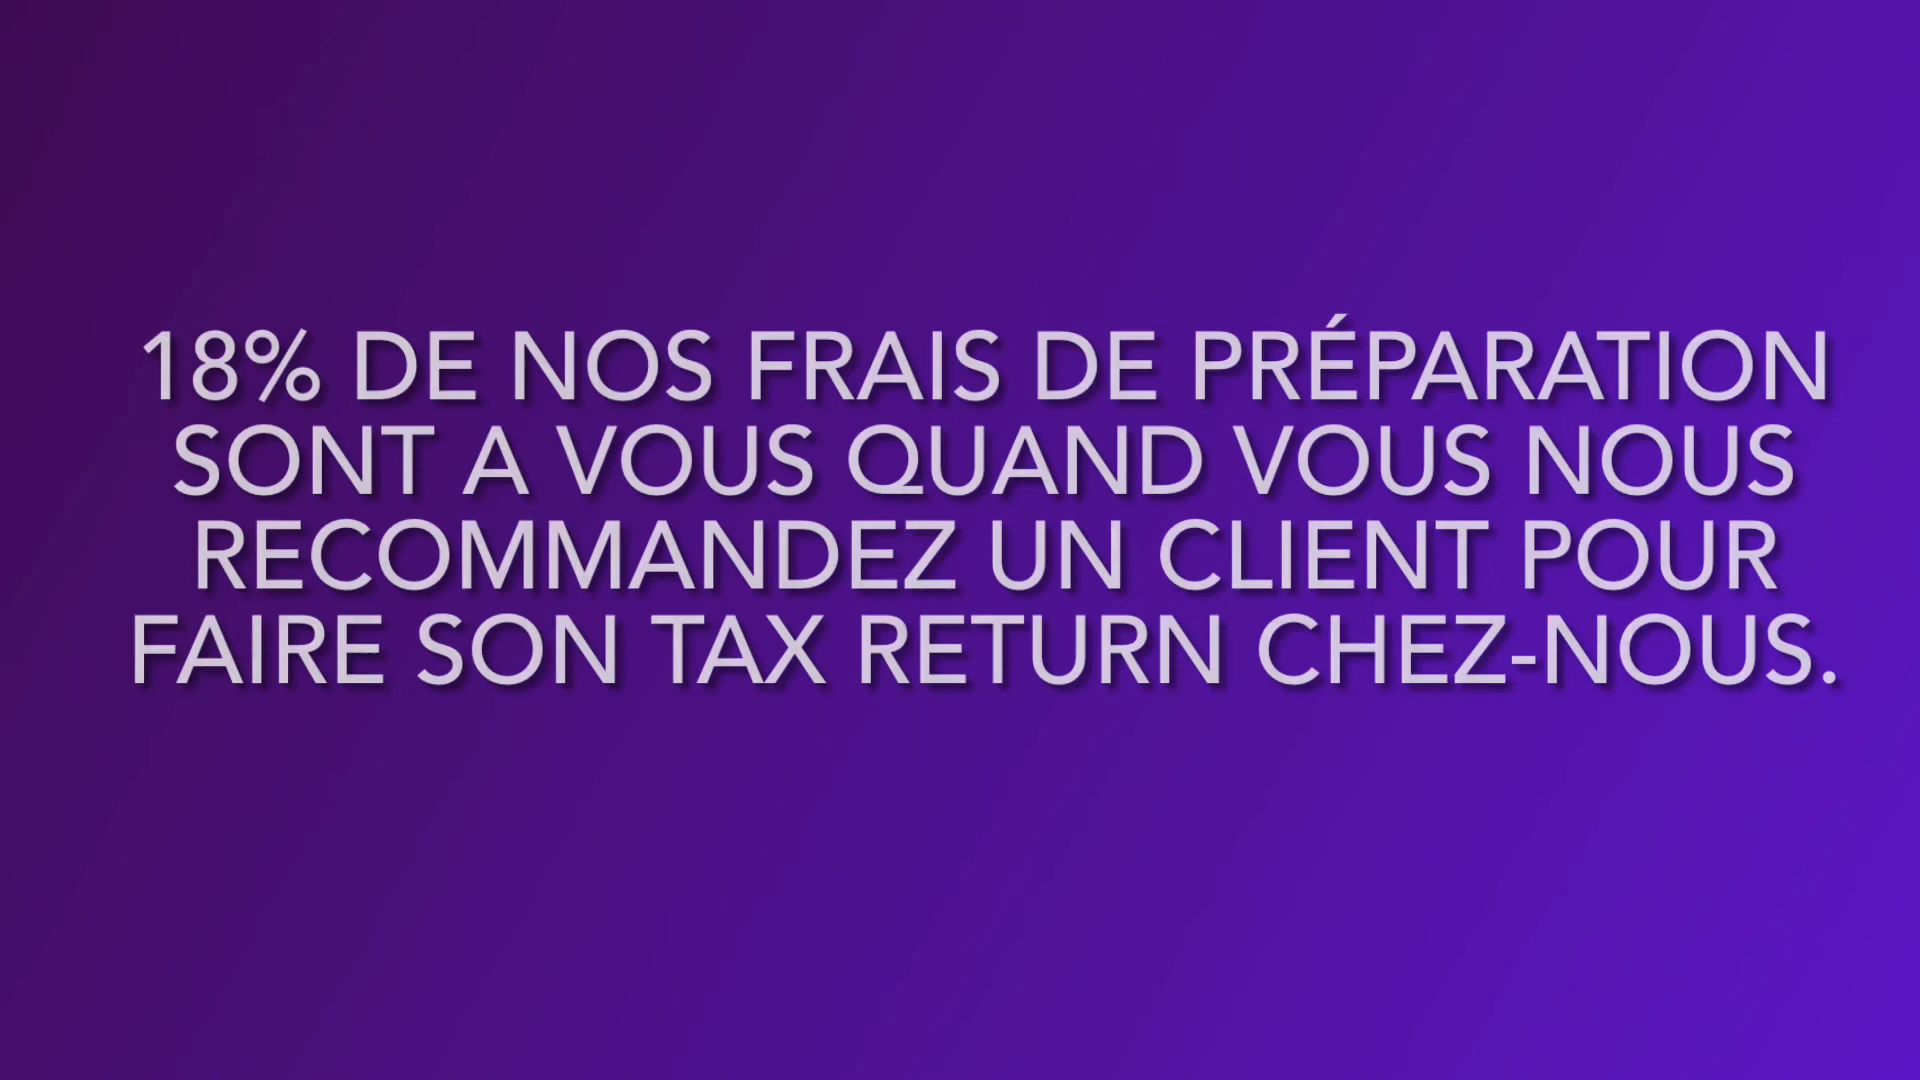 18% DE NOS FRAIS DE PRÉPARATION
SONT A VOUS QUAND VOUS NOUS
RECOMMANDEZ UN CLIENT POUR
FAIRE SON TAX RETURN CHEZ-NOUS.